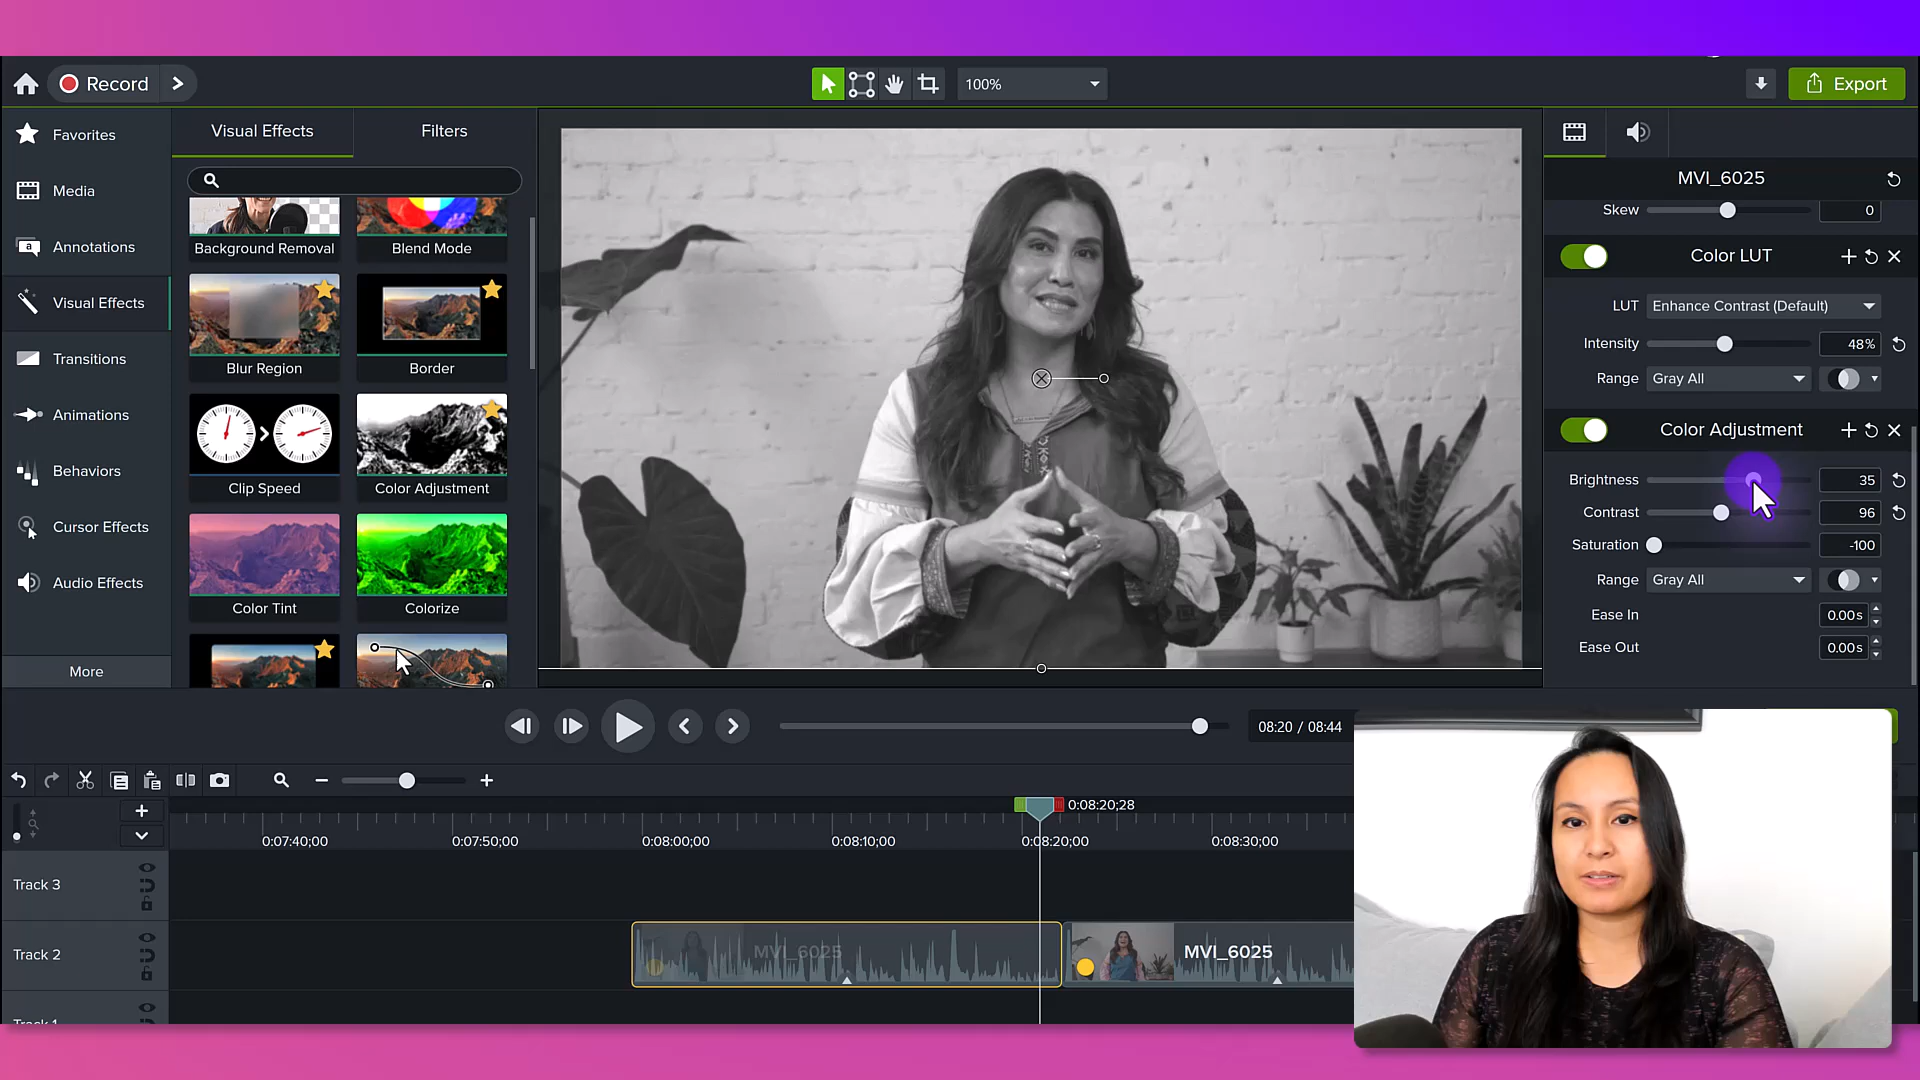 Record
100%
Export
Favorites
Media
a
Annotations
Visual Effects
Transitions
Animations
Behaviors
Cursor Effects
Audio Effects
More
Visual Effects
Filters
Background Removal
Blend Mode
Blur Region
Border
Clip Speed
Color Adjustment
Color Tint
Colorize
MVI_6025
Skew 0
Color LUT
LUT Enhance Contrast (Default)
Intensity 48%
Range Gray All
Color Adjustment
Brightness 35
Contrast 96
Saturation -100
Range Gray All
Ease In 0.00s
Ease Out 0.00s
08:20 / 08:44
0:08:20;28
0:07:40;00
0:07:50;00
0:08:00;00
0:08:10;00
0:08:20;00
0:08:30;00
Track 3
Track 2
MVI_6025
MVI_6025
Track 1